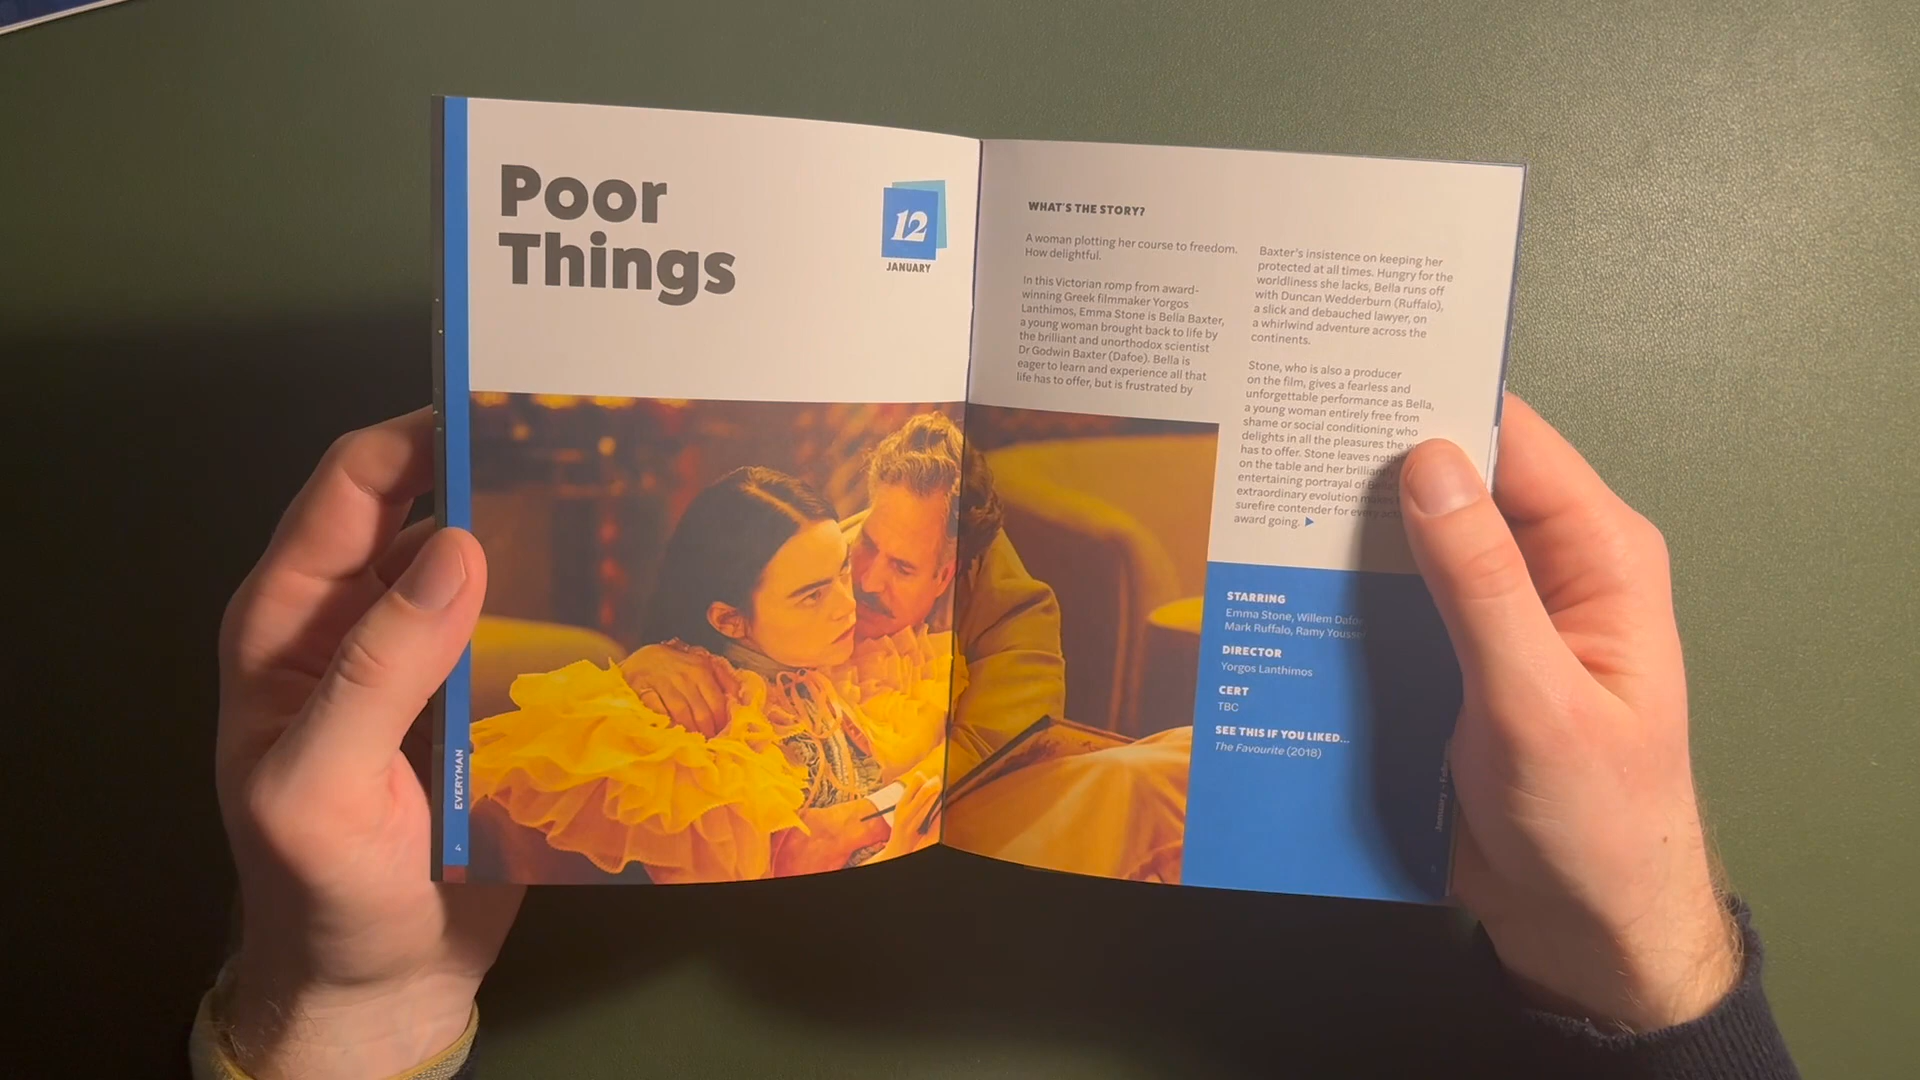 Poor
Things
12
JANUARY
EVERYMAN
4
WHAT'S THE STORY?
A woman plotting her course to freedom.
How delightful.
In this Victorian romp from award-
winning Greek filmmaker Yorgos
Lanthimos, Emma Stone is Bella Baxter,
a young woman brought back to life by
the brilliant and unorthodox scientist
Dr Godwin Baxter (Dafoe). Bella is
eager to learn and experience all that
life has to offer, but is frustrated by
Baxter's insistence on keeping her
protected at all times. Hungry for the
worldliness she lacks, Bella runs off
with Duncan Wedderburn (Ruffalo),
a slick and debauched lawyer, on
a whirlwind adventure across the
continents.
Stone, who is also a producer
on the film, gives a fearless and
unforgettable performance as Bella,
a young woman entirely free from
shame or social conditioning who
delights in all the pleasures the
has to offer. Stone leaves
on the table and her
entertaining portrayal of
extraordinary evolution
surefire contender for
award going. ▶
STARRING
Emma Stone, Willem Dafoe
Mark Ruffalo, Ramy
DIRECTOR
Yorgos Lanthimos
CERT
TBC
SEE THIS IF YOU LIKED...
The Favourite (2018)